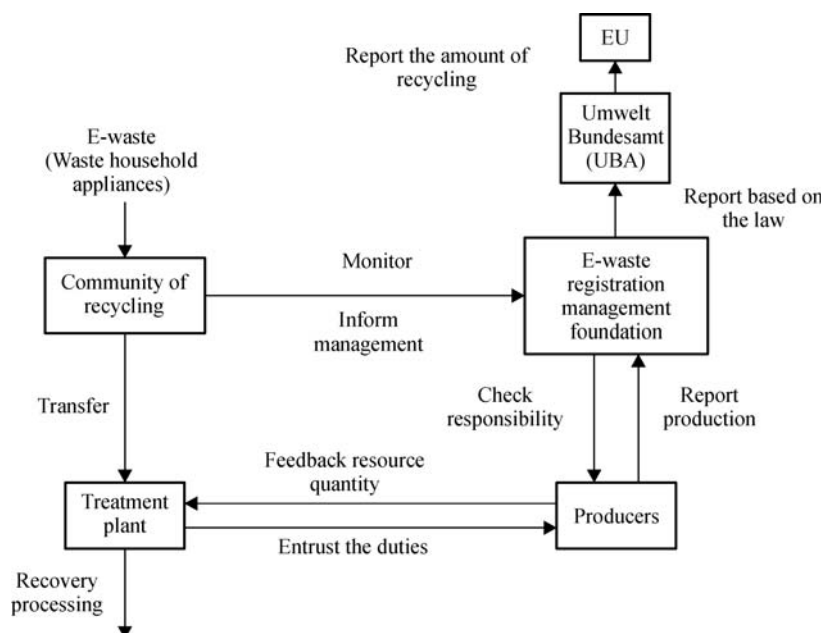 EU
Report the amount of
recycling
Umwelt
Bundesamt
(UBA)
E-waste
(Waste household
appliances)
Report based on
the law
Community of
recycling
Monitor
Inform
management
E-waste
registration
management
foundation
Transfer
Check
responsibility
Report
production
Feedback resource
quantity
Treatment
plant
Producers
Entrust the duties
Recovery
processing